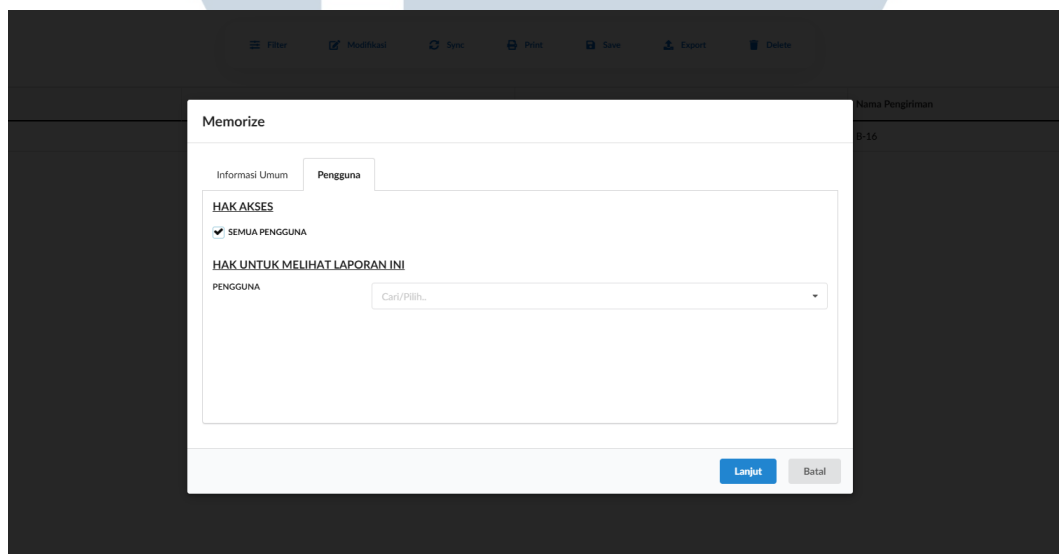 Filter Modifikasi Sync Print Save Export Delete
Nama Pengiriman
B-16
Memorize
Informasi Umum Pengguna
HAK AKSES
SEMUA PENGGUNA
HAK UNTUK MELIHAT LAPORAN INI
PENGGUNA Cari/Pilih..
Lanjut Batal